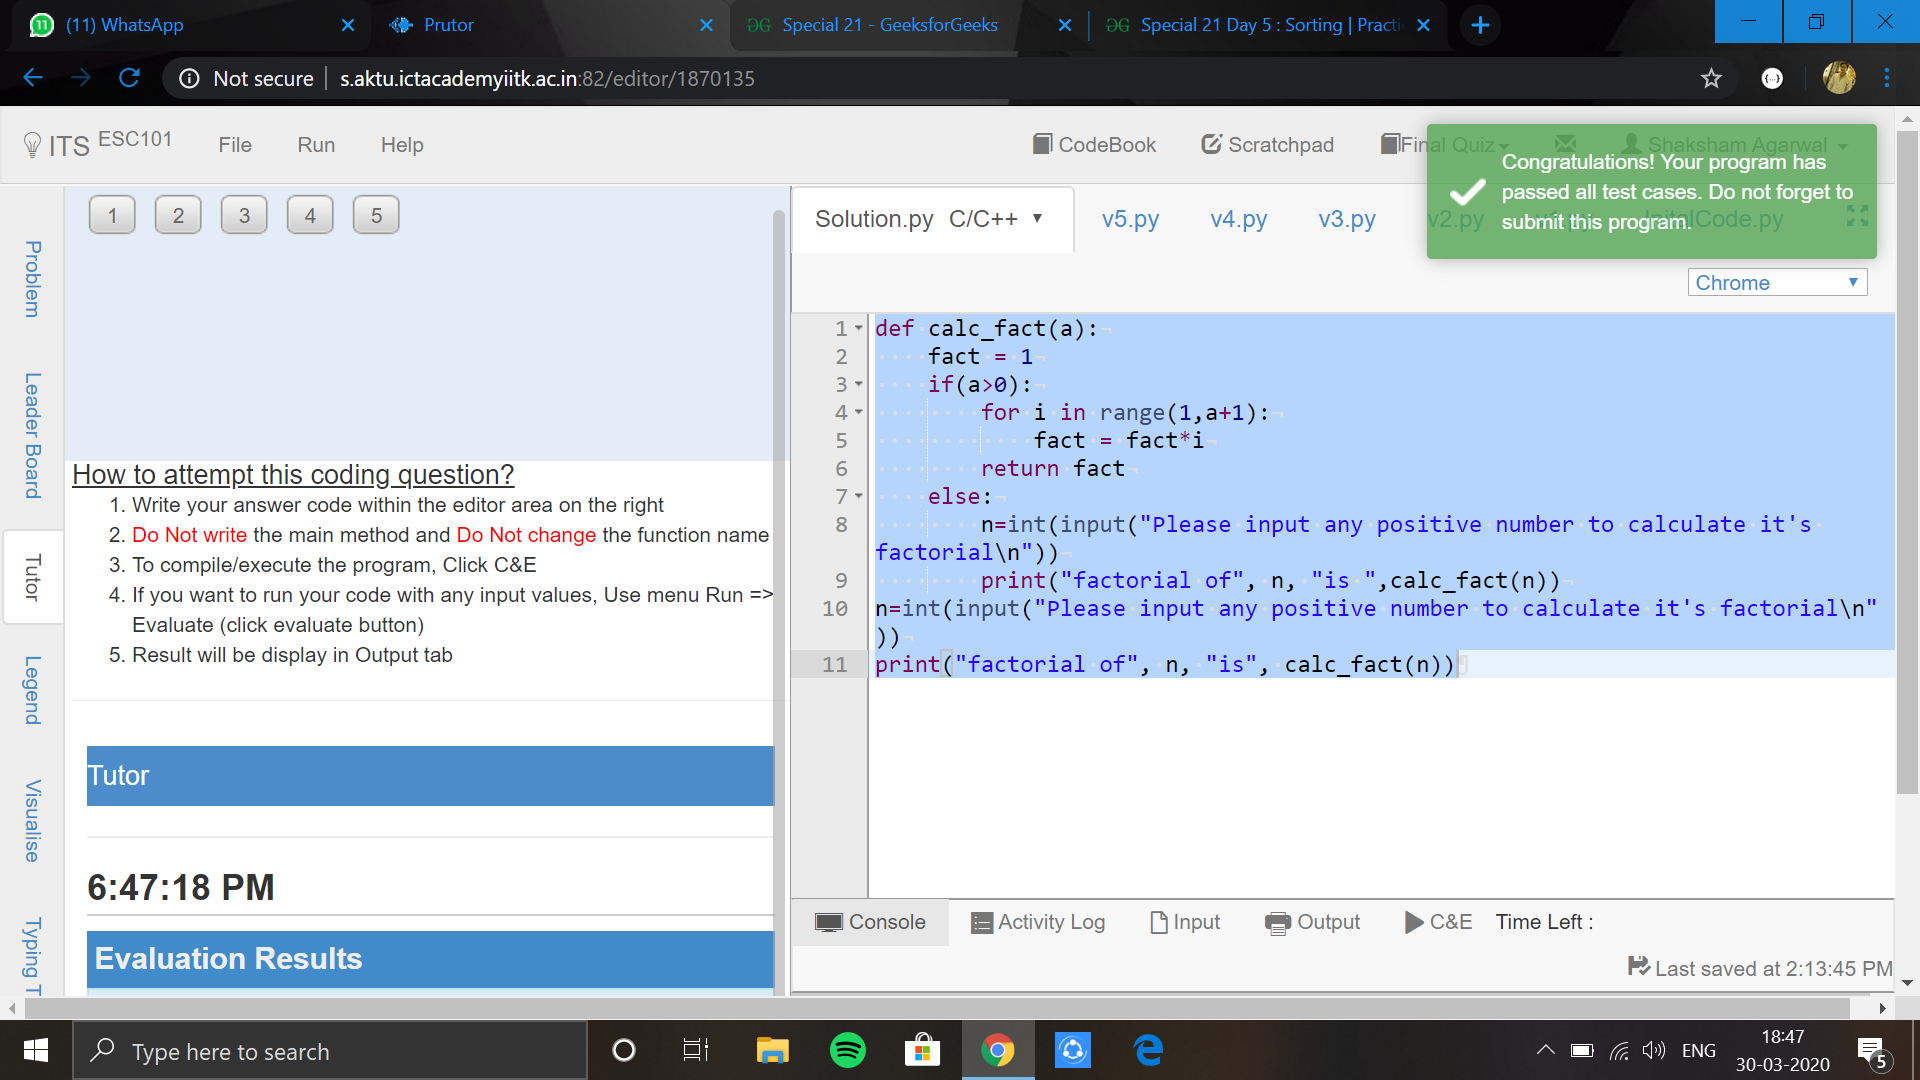 (11) WhatsApp
Prutor
Special 21 - GeeksforGeeks
Special 21 Day 5 : Sorting | Practi
Not secure
s.aktu.ictacademyiitk.ac.in:82/editor/1870135
ITS ESC101
File
Run
Help
CodeBook
Scratchpad
Final Quiz
Shaksham Agarwal
Congratulations! Your program has
passed all test cases. Do not forget to
submit this program.
1
2
3
4
5
Solution.py C/C++
v5.py
v4.py
v3.py
v2.py
Chrome
Problem
Leader Board
Tutor
Legend
Visualise
Typing T
How to attempt this coding question?
1. Write your answer code within the editor area on the right
2. Do Not write the main method and Do Not change the function name
3. To compile/execute the program, Click C&E
4. If you want to run your code with any input values, Use menu Run =>
Evaluate (click evaluate button)
5. Result will be display in Output tab
Tutor
6:47:18 PM
Evaluation Results
1 def calc_fact(a):
2 fact = 1
3 if(a>0):
4 for i in range(1,a+1):
5 fact = fact*i
6 return fact
7 else:
8 n=int(input("Please input any positive number to calculate it's
factorial\n"))
9 print("factorial of", n, "is ",calc_fact(n))
10 n=int(input("Please input any positive number to calculate it's factorial\n"
))
11 print("factorial of", n, "is", calc_fact(n))
Console
Activity Log
Input
Output
C&E
Time Left :
Last saved at 2:13:45 PM
Type here to search
ENG
18:47
30-03-2020
5